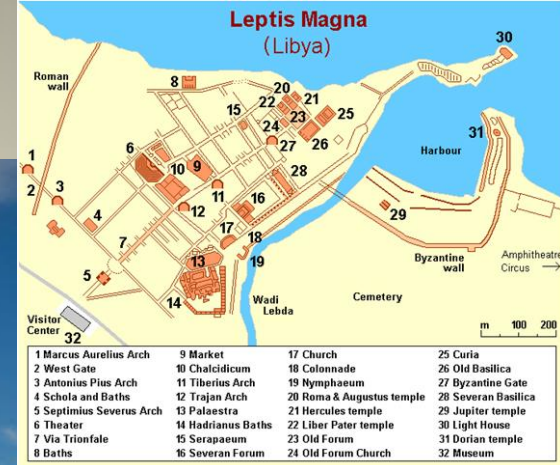 Leptis Magna
(Libya)
30
Roman
wall
8
20
21
22
15
23
25
24
31
6
26
27
Harbour
10
9
1
28
11
2
3
16
12
29
4
17
7
18
13
19
Byzantine
wall
Amphitheatre
Circus
5
14
Wadi
Lebda
Cemetery
Visitor
Center
32
m 100 200
1 Marcus Aurelius Arch
2 West Gate
3 Antonius Pius Arch
4 Schola and Baths
5 Septimius Severus Arch
6 Theater
7 Via Trionfale
8 Baths
9 Market
10 Chalcidicum
11 Tiberius Arch
12 Trajan Arch
13 Palaestra
14 Hadrianus Baths
15 Serapaeum
16 Severan Forum
17 Church
18 Colonnade
19 Nymphaeum
20 Roma & Augustus temple
21 Hercules temple
22 Liber Pater temple
23 Old Forum
24 Old Forum Church
25 Curia
26 Old Basilica
27 Byzantine Gate
28 Severan Basilica
29 Jupiter temple
30 Light House
31 Dorian temple
32 Museum